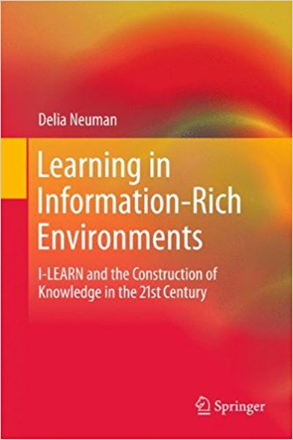 Delia Neuman
Learning in
Information-Rich
Environments
I-LEARN and the Construction of
Knowledge in the 21st Century
Springer